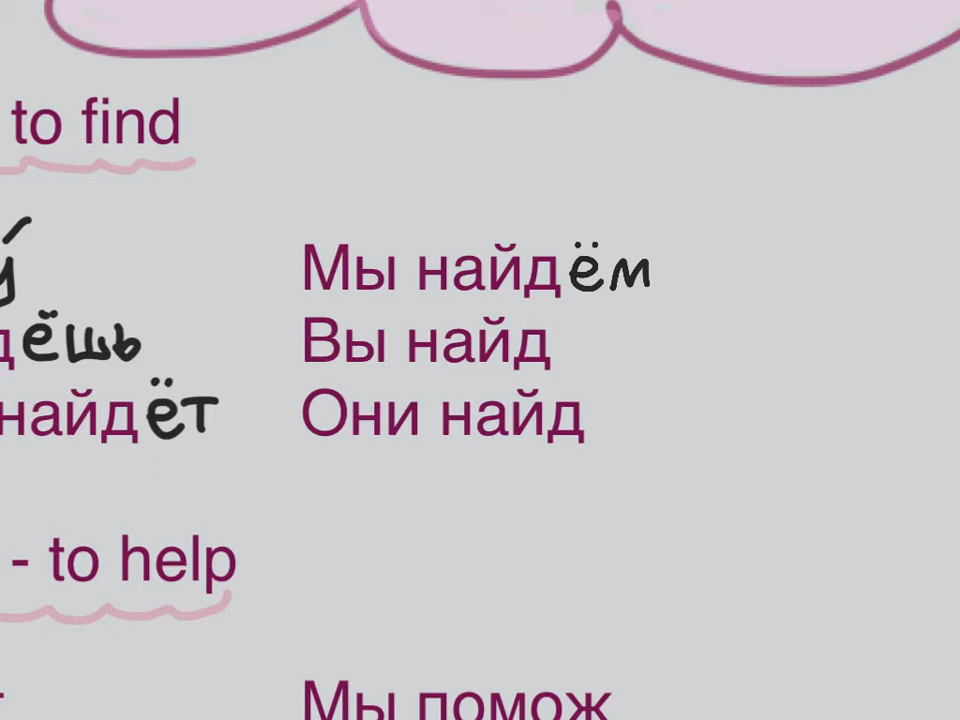 to find
у́
Мы найдём
дёшь
Вы найд
найдёт
Они найд
- to help
Мы помож